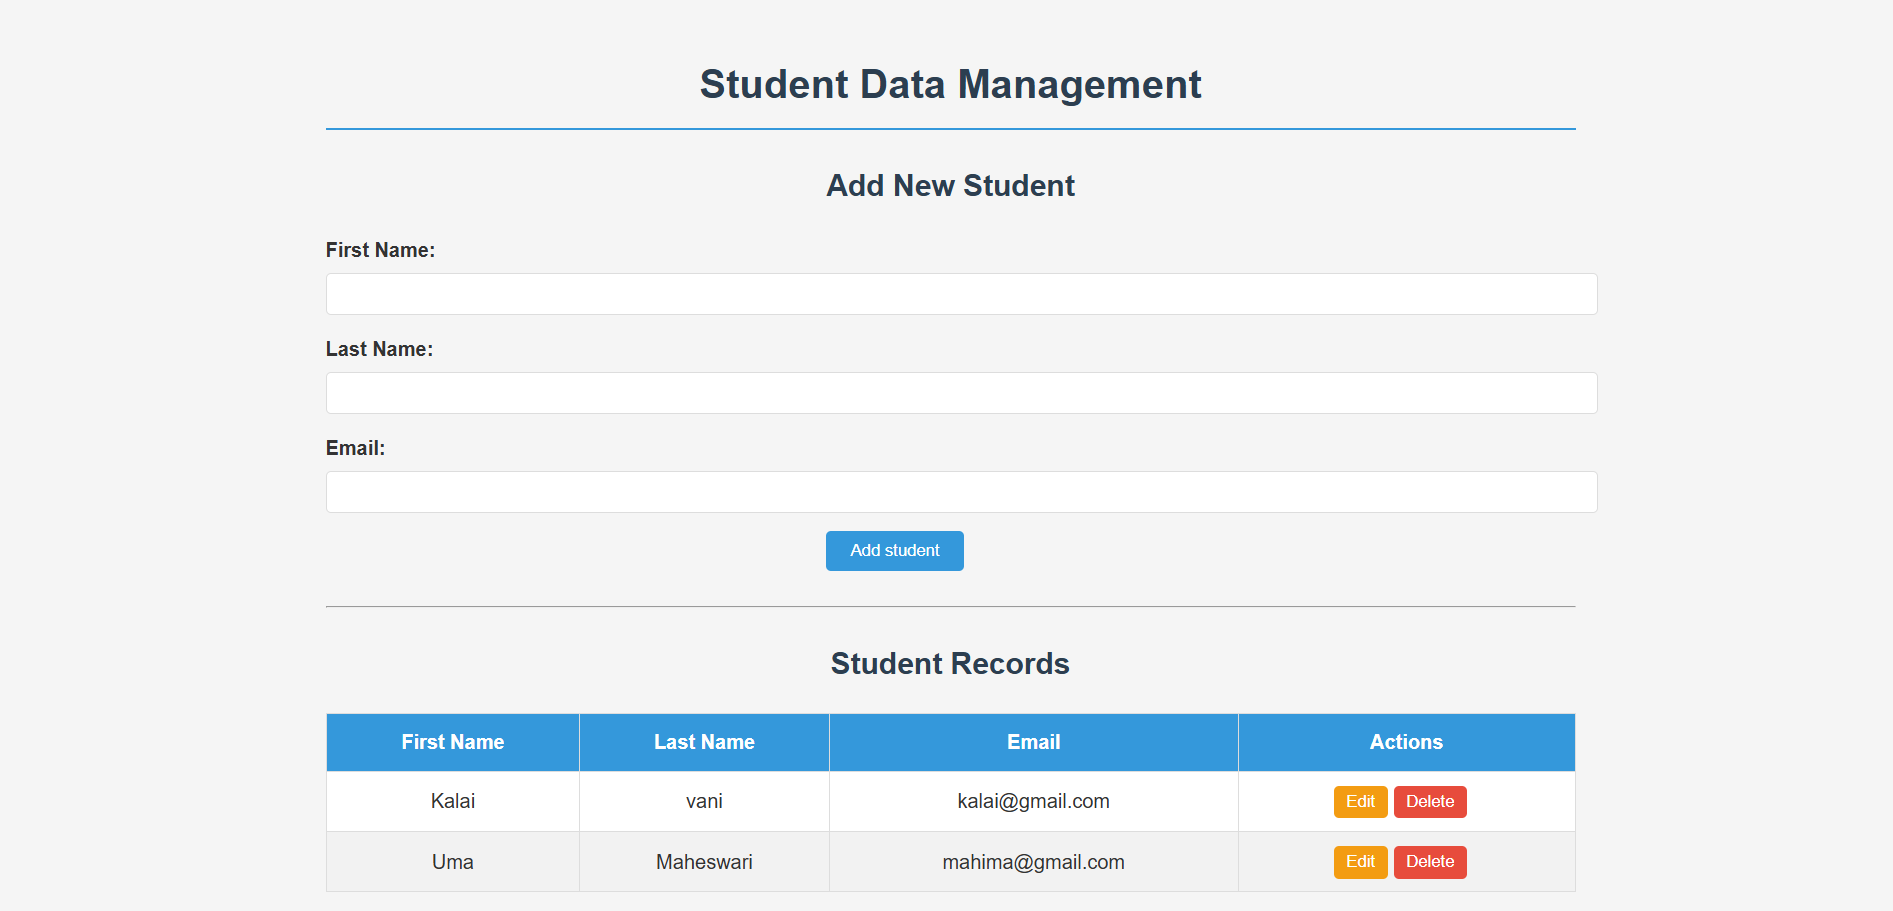 Student Data Management
Add New Student
First Name:
Last Name:
Email:
Add student
Student Records
First Name Last Name Email Actions
Kalai vani kalai@gmail.com Edit Delete
Uma Maheswari mahima@gmail.com Edit Delete